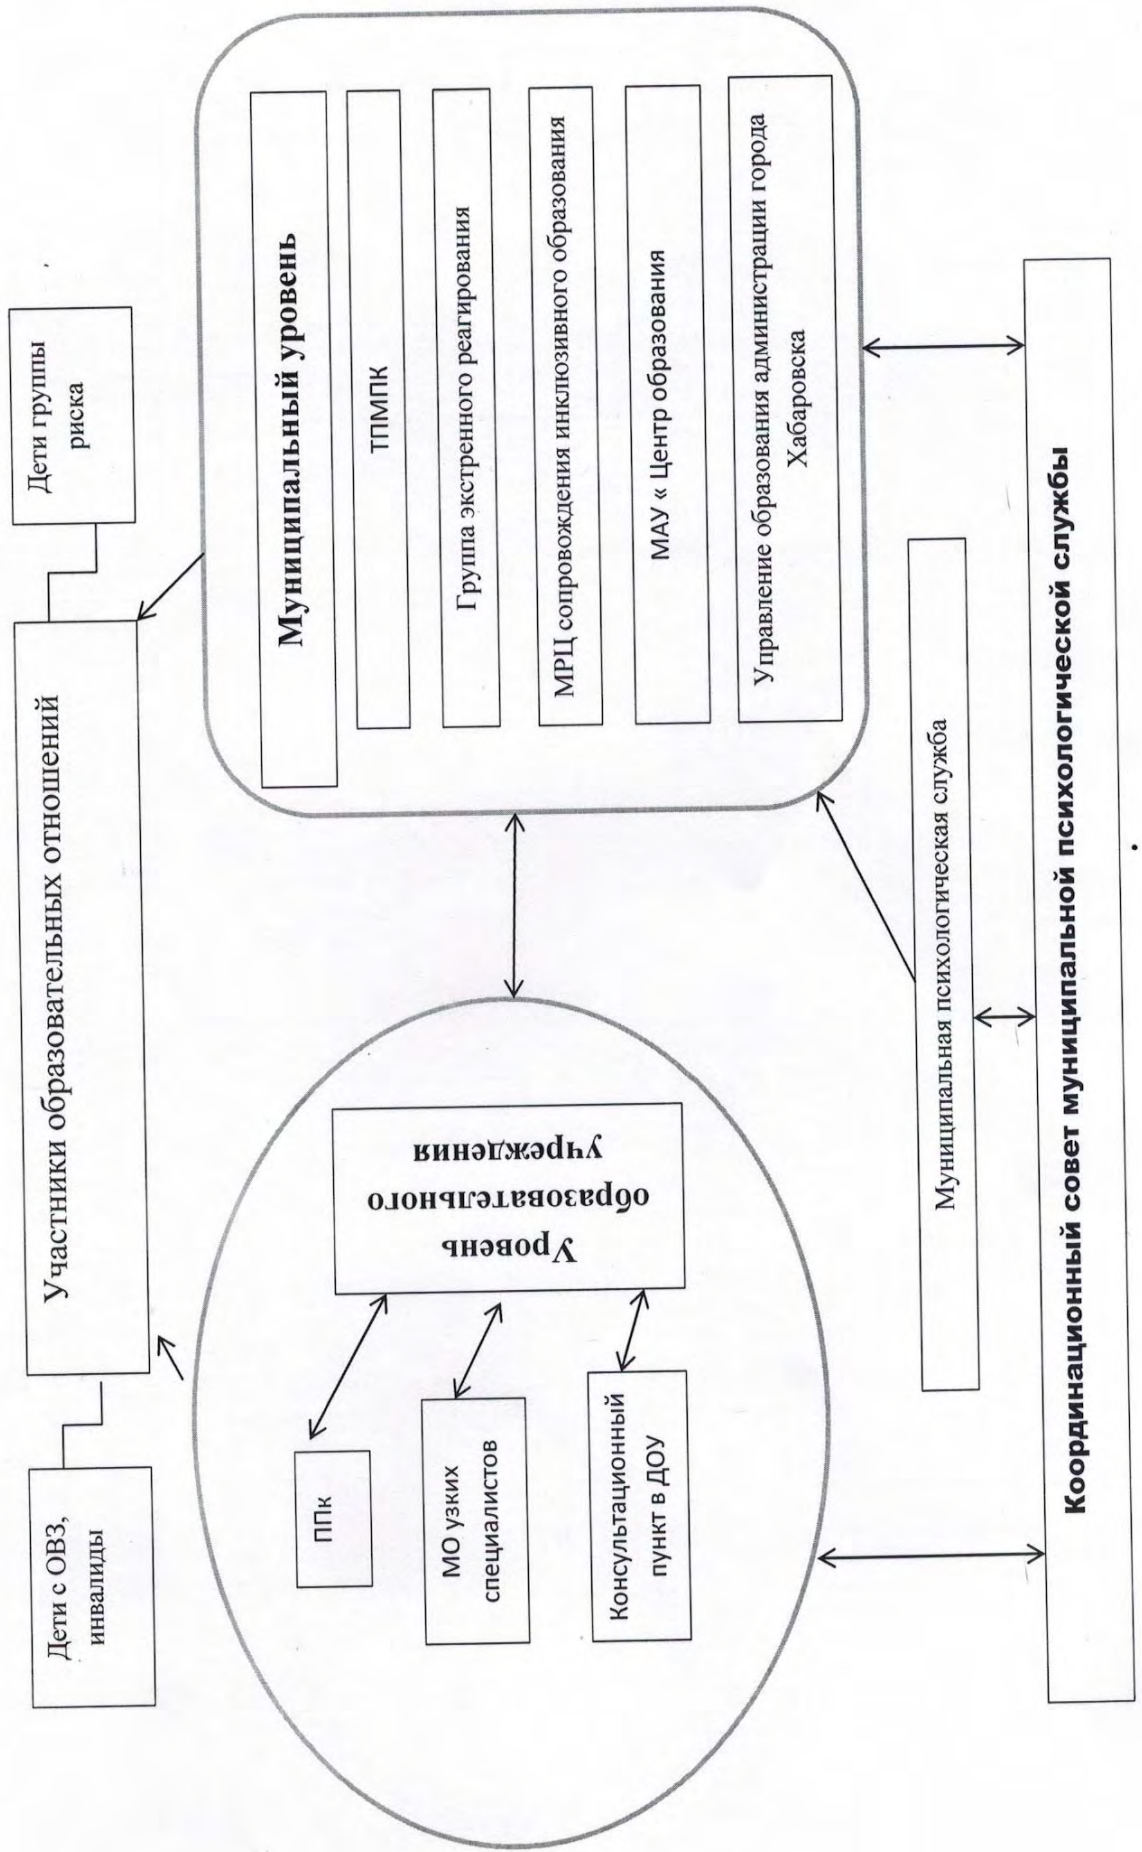 Дети с ОВЗ,
инвалиды
Участники образовательных отношений
Дети группы
риска
Уровень
образовательного
учреждения
ППк
МО узких
специалистов
Консультационный
пункт в ДОУ
Муниципальный уровень
ТПМПК
Группа экстренного реагирования
МРЦ сопровождения инклюзивного образования
МАУ « Центр образования
Управление образования администрации города
Хабаровска
Муниципальная психологическая служба
Координационный совет муниципальной психологической службы